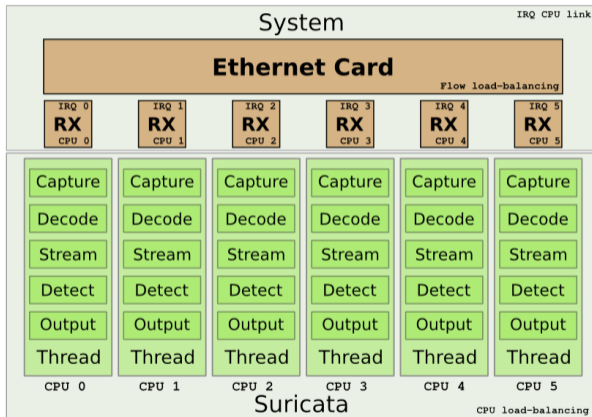 IRQ CPU link
System
Ethernet Card
Flow load-balancing
IRQ 0 IRQ 1 IRQ 2 IRQ 3 IRQ 4 IRQ 5
RX RX RX RX RX RX
CPU 0 CPU 1 CPU 2 CPU 3 CPU 4 CPU 5
Capture Capture Capture Capture Capture Capture
Decode Decode Decode Decode Decode Decode
Stream Stream Stream Stream Stream Stream
Detect Detect Detect Detect Detect Detect
Output Output Output Output Output Output
Thread Thread Thread Thread Thread Thread
CPU 0 CPU 1 CPU 2 CPU 3 CPU 4 CPU 5
Suricata
CPU load-balancing